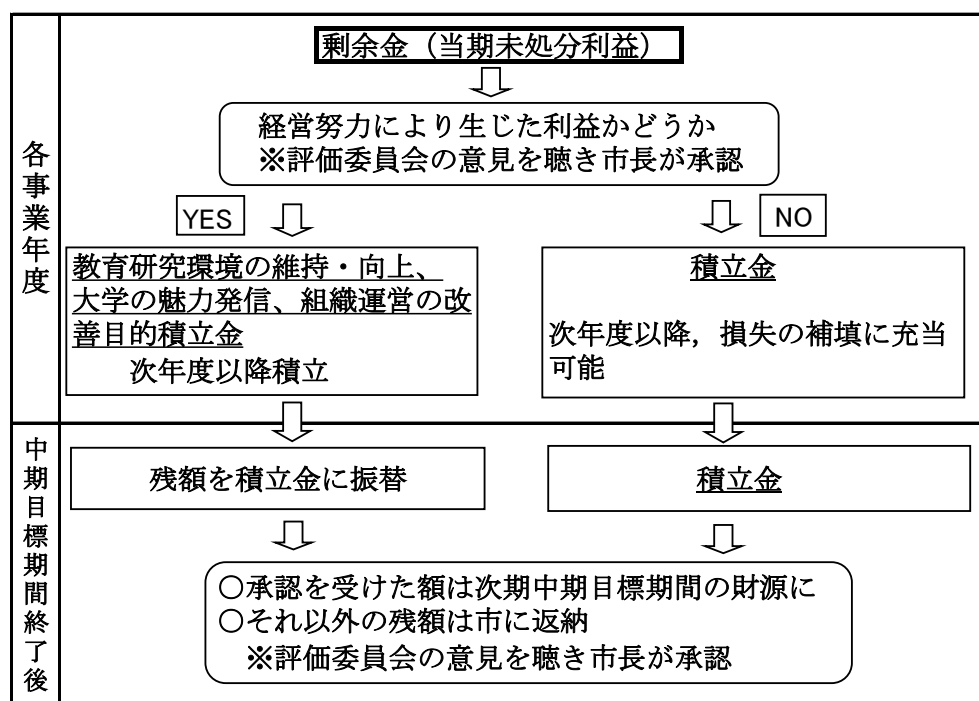 剰余金（当期未処分利益）
経営努力により生じた利益かどうか
※評価委員会の意見を聴き市長が承認
各事業年度
YES
NO
教育研究環境の維持・向上、
大学の魅力発信、組織運営の改
善目的積立金
次年度以降積立
積立金
次年度以降，損失の補填に充当
可能
中期目標期間終了後
残額を積立金に振替
積立金
○承認を受けた額は次期中期目標期間の財源に
○それ以外の残額は市に返納
※評価委員会の意見を聴き市長が承認